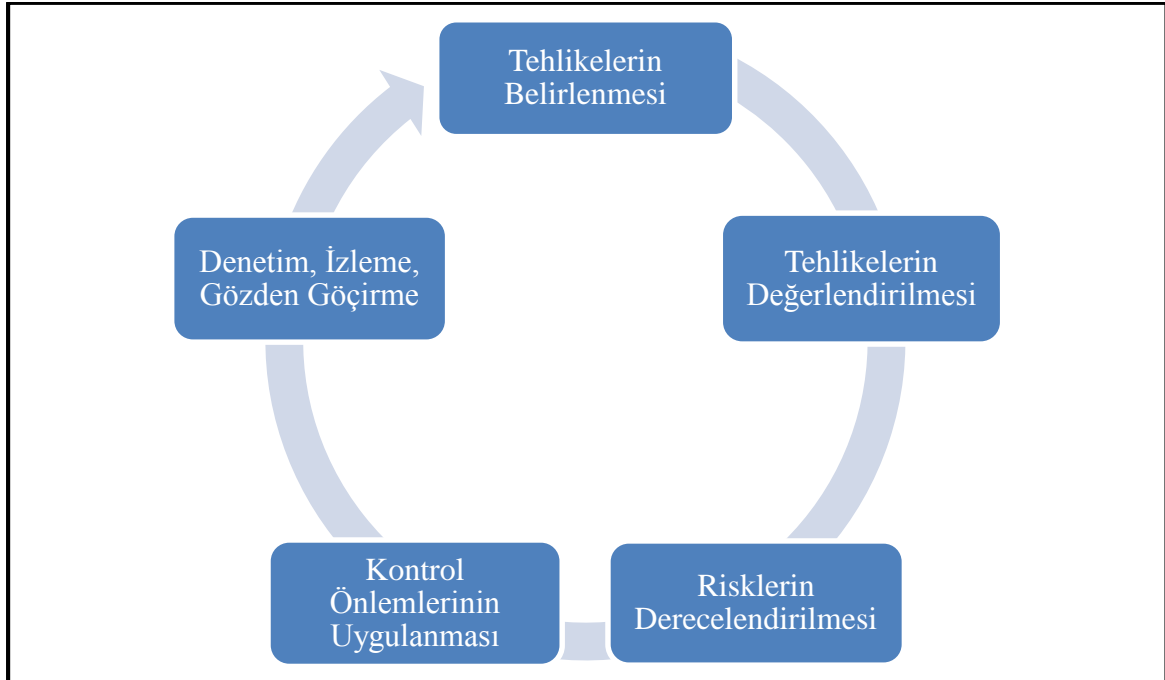 Tehlikelerin
Belirlenmesi
Tehlikelerin
Değerlendirilmesi
Risklerin
Derecelendirilmesi
Kontrol
Önlemlerinin
Uygulanması
Denetim, İzleme,
Gözden Göçirme